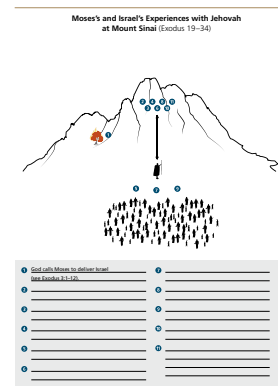 Moses's and Israel's Experiences with Jehovah
at Mount Sinai (Exodus 19–34)
2 4 8 11
3 6 10
1
5 7 9
1 God calls Moses to deliver Israel
(see Exodus 3:1–12).
2
3
4
5
6
7
8
9
10
11